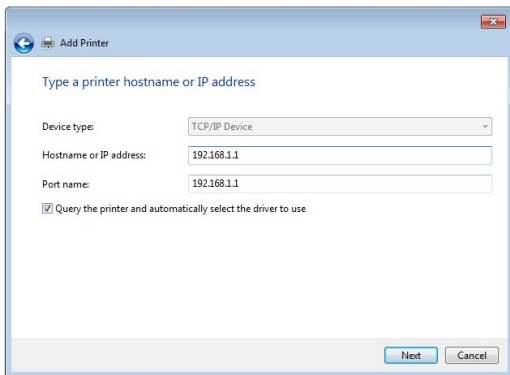 Add Printer
Type a printer hostname or IP address
Device type: TCP/IP Device
Hostname or IP address: 192.168.1.1
Port name: 192.168.1.1
Query the printer and automatically select the driver to use
Next Cancel